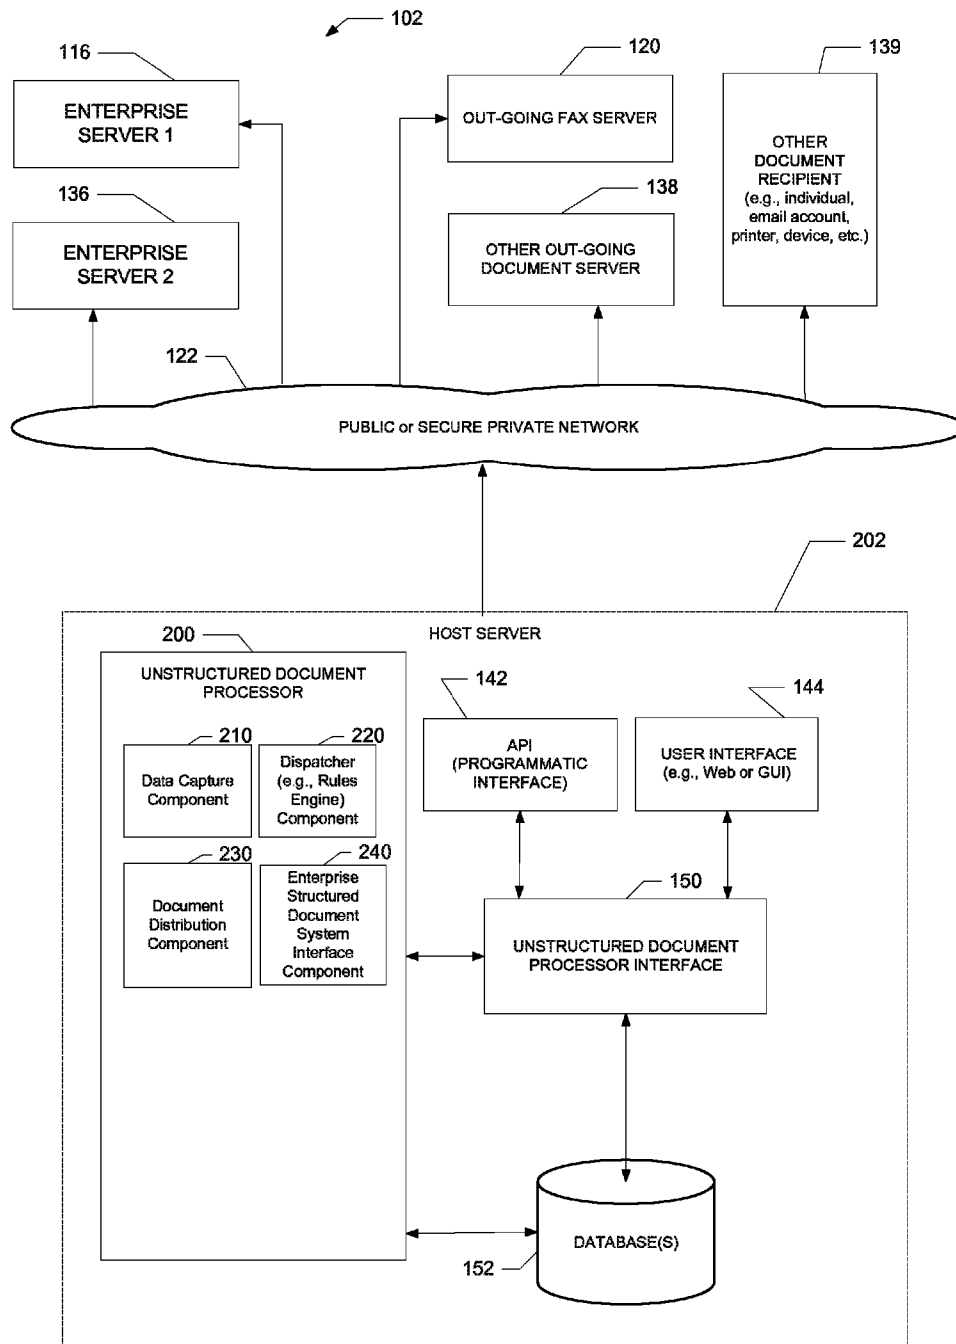 102
116
120
139
ENTERPRISE
SERVER 1
OUT-GOING FAX SERVER
OTHER
DOCUMENT
RECIPIENT
(e.g., individual,
email account,
printer, device, etc.)
136
138
ENTERPRISE
SERVER 2
OTHER OUT-GOING
DOCUMENT SERVER
122
PUBLIC or SECURE PRIVATE NETWORK
202
HOST SERVER
200
UNSTRUCTURED DOCUMENT
PROCESSOR
142
144
API
(PROGRAMMATIC
INTERFACE)
USER INTERFACE
(e.g., Web or GUI)
210
220
Data Capture
Component
Dispatcher
(e.g., Rules
Engine)
Component
230
240
Document
Distribution
Component
Enterprise
Structured
Document
System
Interface
Component
150
UNSTRUCTURED DOCUMENT
PROCESSOR INTERFACE
DATABASE(S)
152